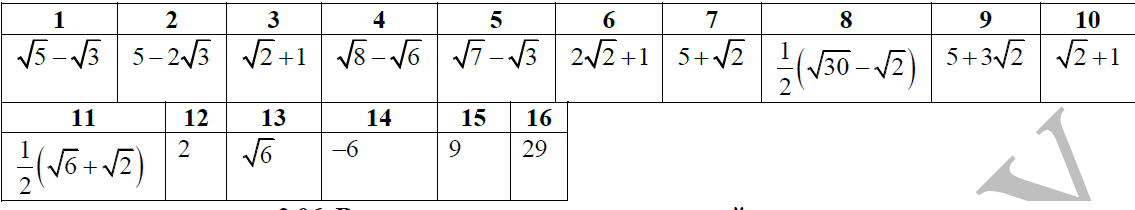 1 2 3 4 5 6 7 8 9 10
√5−√3 5−2√3 √2+1 √8−√6 √7−√3 2√2+1 5+√2 1/2(√30−√2) 5+3√2 √2+1
11 12 13 14 15 16
1/2(√6+√2) 2 √6 −6 9 29